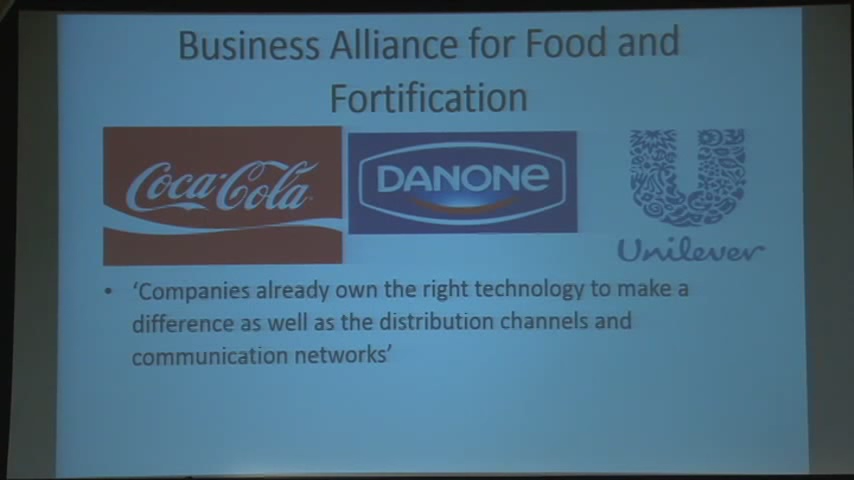 Business Alliance for Food and
Fortification
Coca-Cola
DANONE
Unilever
• ‘Companies already own the right technology to make a
difference as well as the distribution channels and
communication networks’